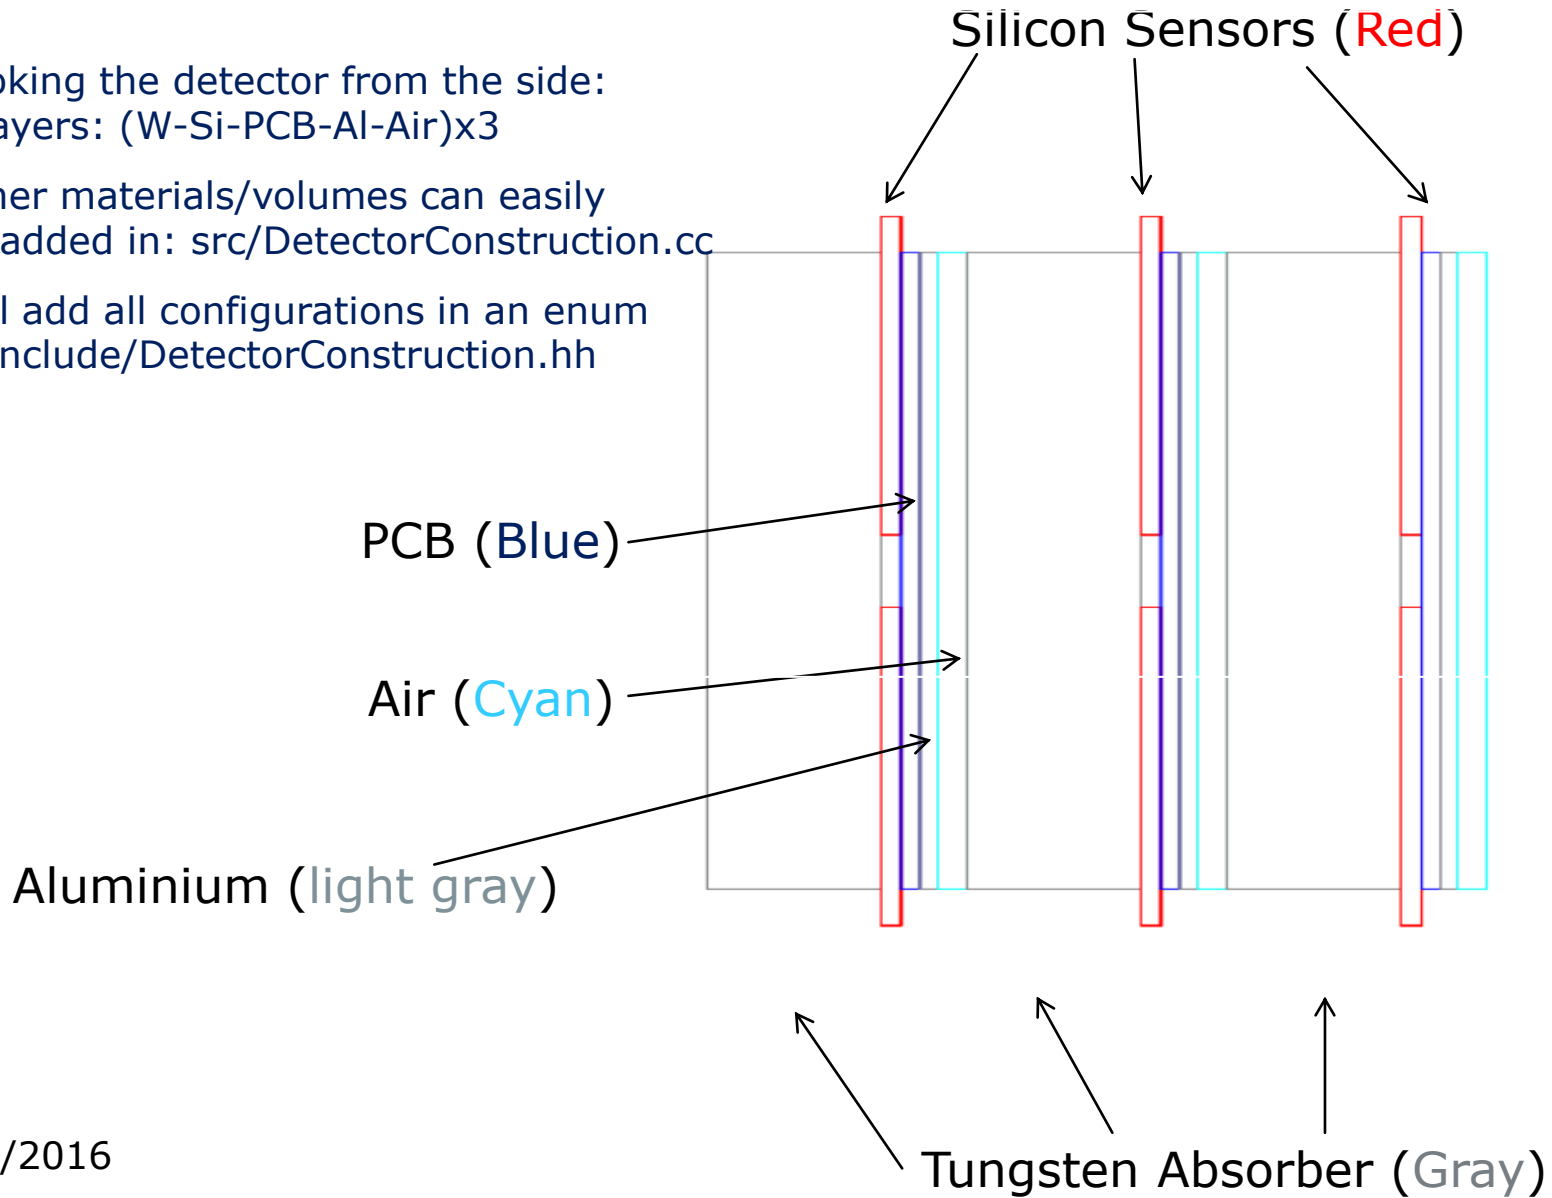 Silicon Sensors (Red)
oking the detector from the side:
ayers: (W-Si-PCB-Al-Air)x3
ner materials/volumes can easily
added in: src/DetectorConstruction.cc
l add all configurations in an enum
nclude/DetectorConstruction.hh
PCB (Blue)
Air (Cyan)
Aluminium (light gray)
/2016
Tungsten Absorber (Gray)